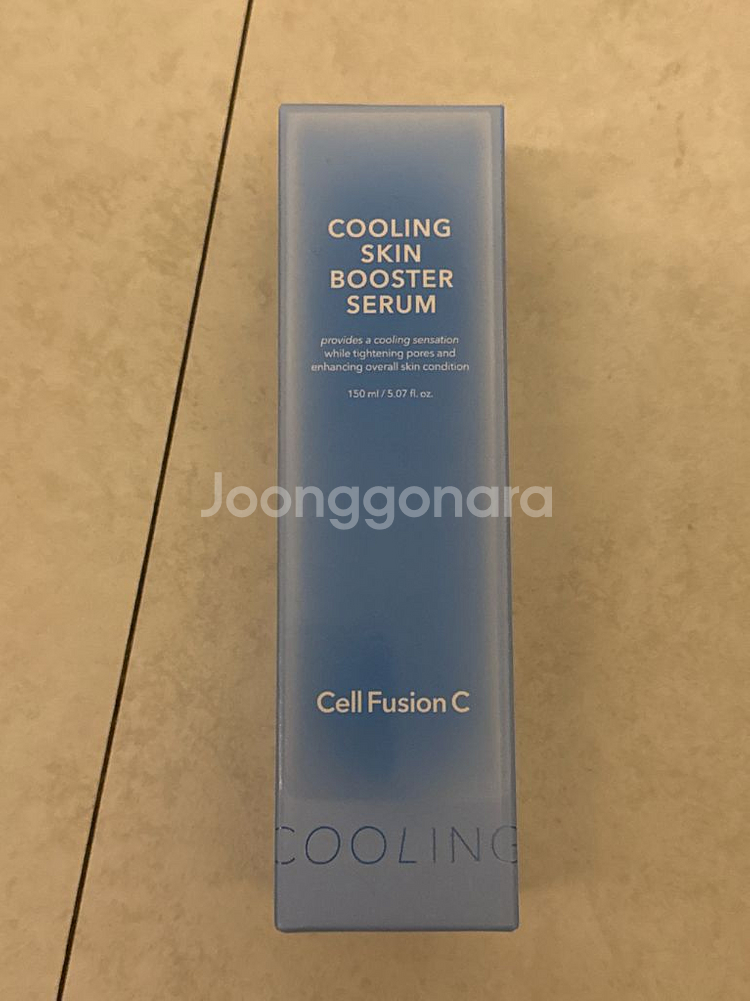 COOLING
SKIN
BOOSTER
SERUM
provides a cooling sensation
while tightening pores and
enhancing overall skin condition
150 ml / 5.07 fl. oz.
Joonggonara
Cell Fusion C
COOLING